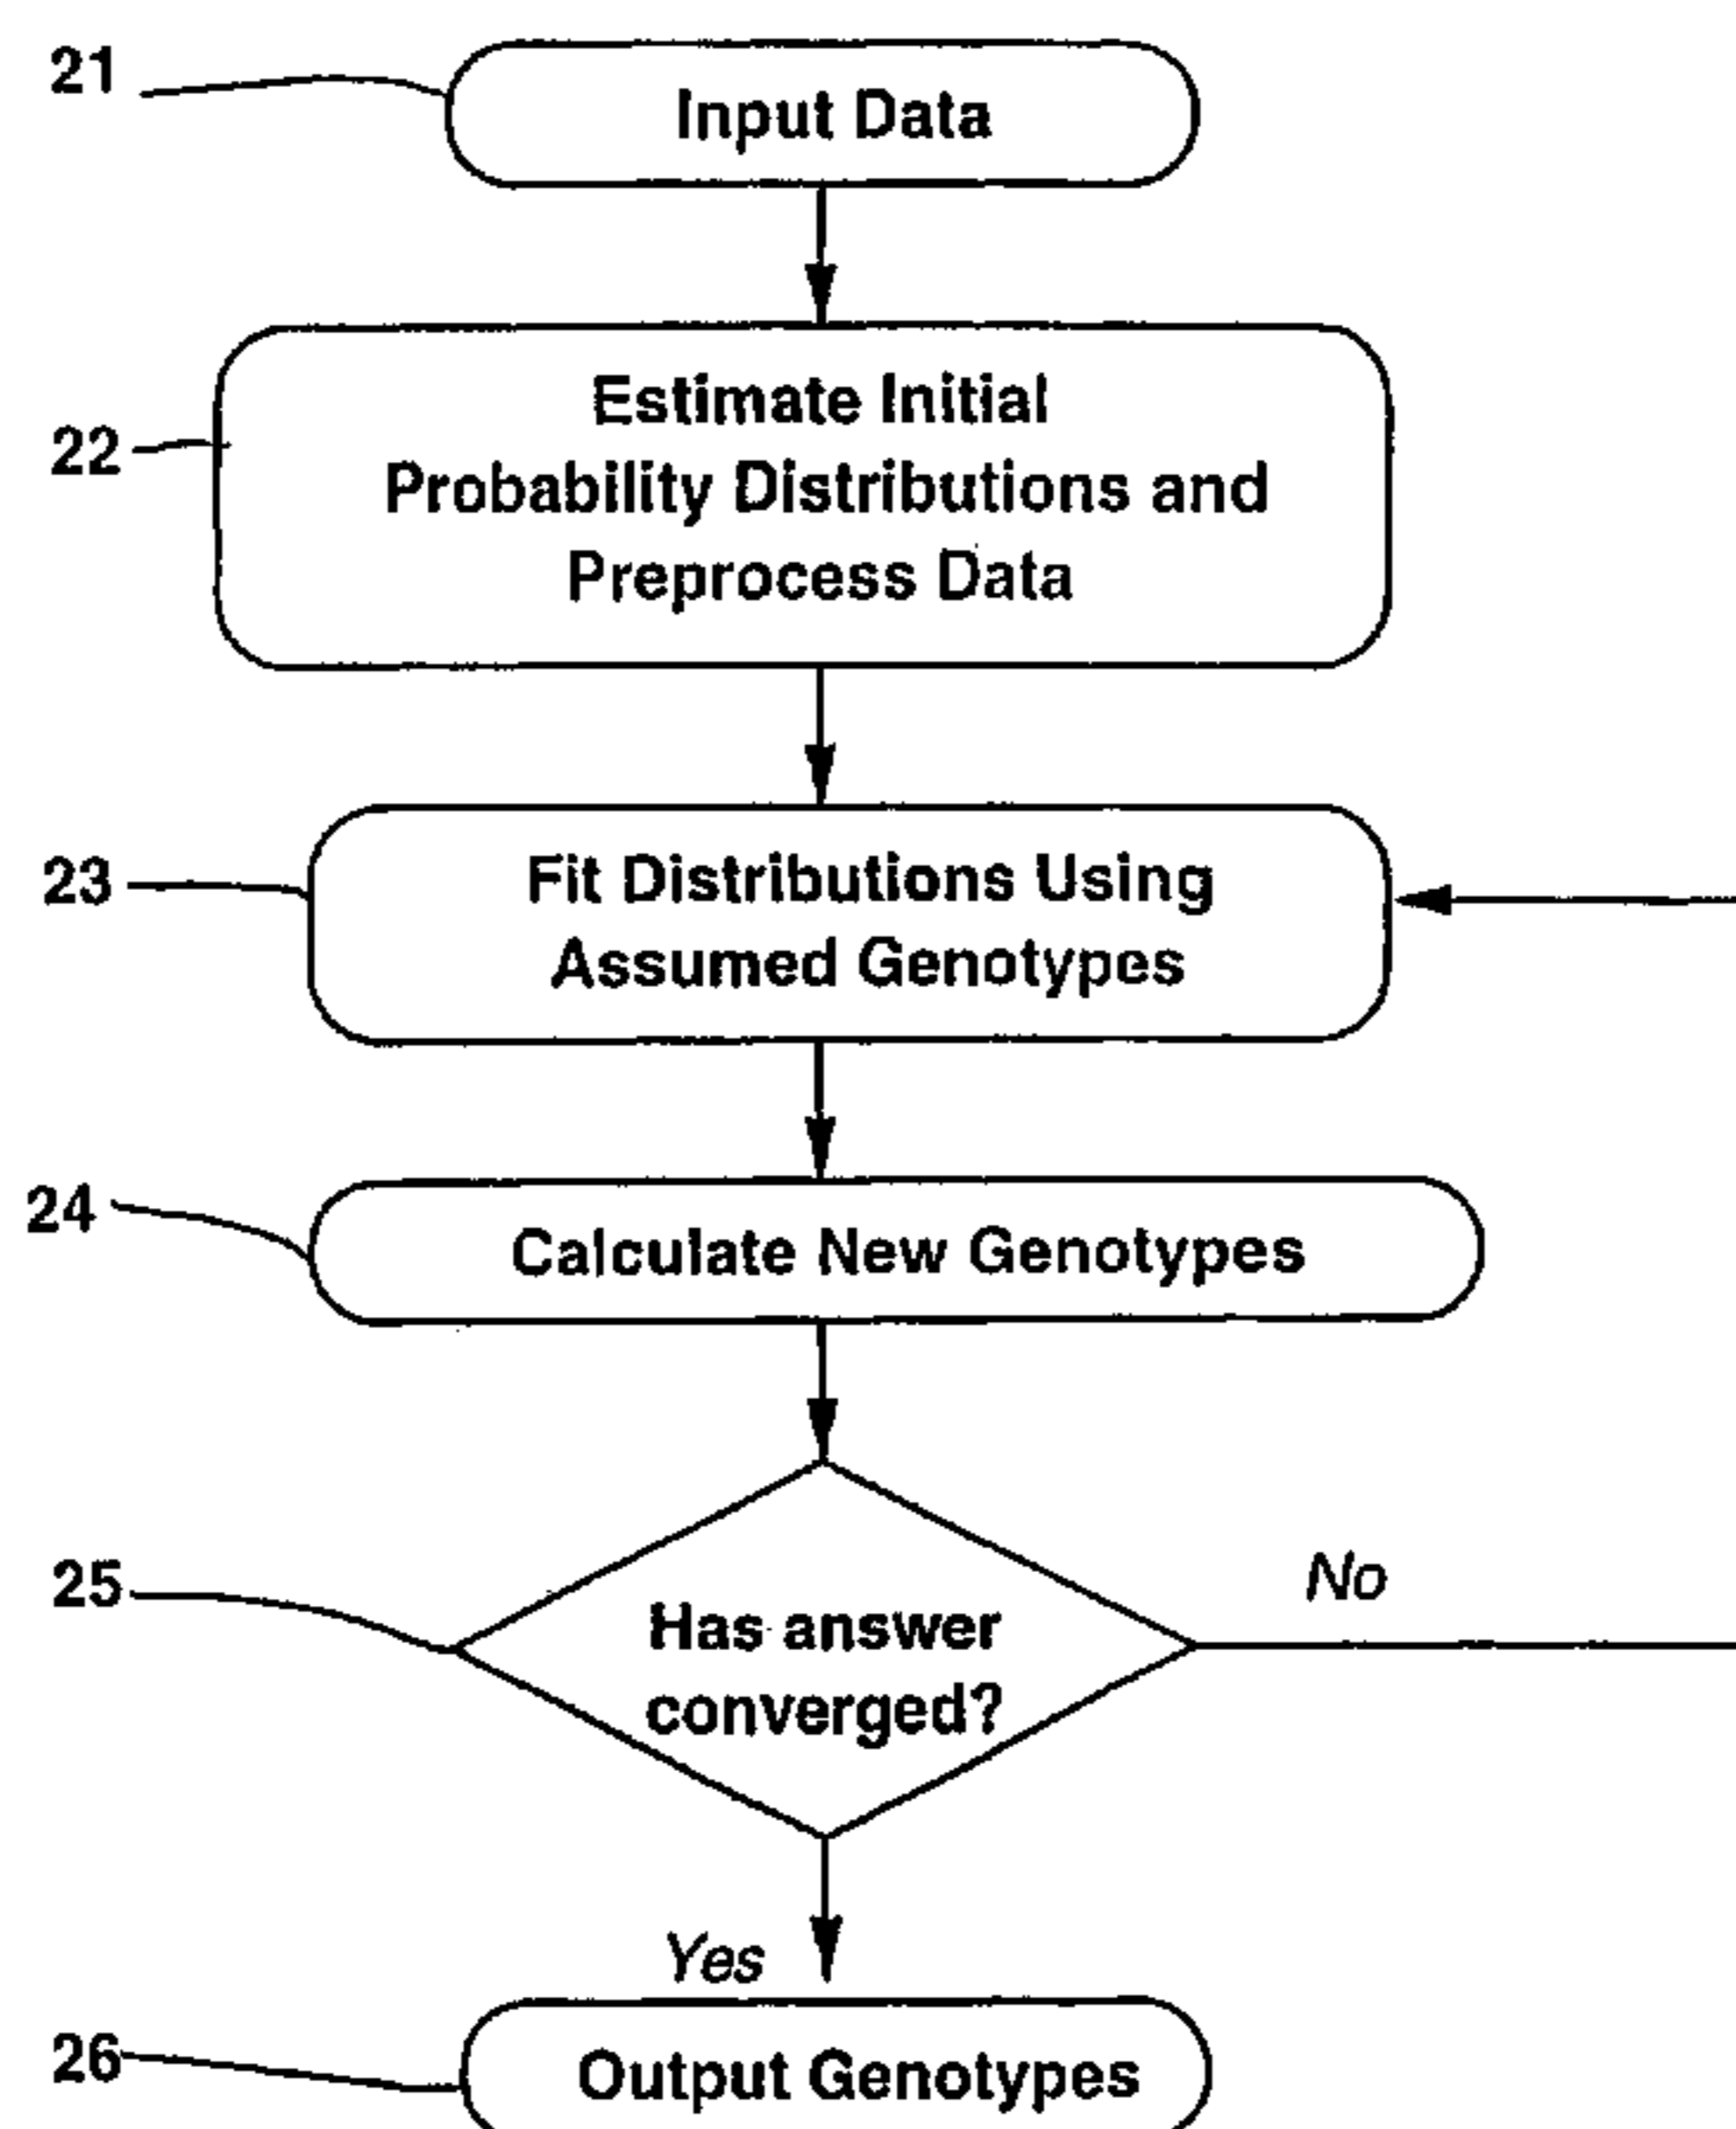 21
Input Data
22
Estimate Initial
Probability Distributions and
Preprocess Data
23
Fit Distributions Using
Assumed Genotypes
24
Calculate New Genotypes
25
Has answer
converged?
No
Yes
26
Output Genotypes